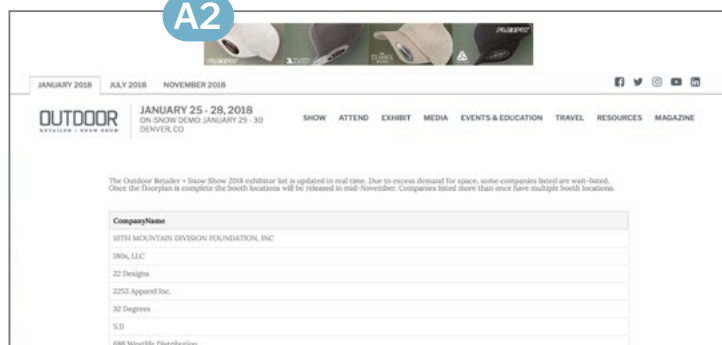 A2
FLEXFIT
FLEXFIT
JANUARY 2018 JULY 2018 NOVEMBER 2018
OUTDOOR
RETAILER + SNOW SHOW
JANUARY 25 - 28, 2018
ON-SNOW DEMO: JANUARY 29 - 30
DENVER, CO
SHOW ATTEND EXHIBIT MEDIA EVENTS & EDUCATION TRAVEL RESOURCES MAGAZINE
The Outdoor Retailer + Snow Show 2018 exhibitor list is updated in real time. Due to excess demand for space, some companies listed are wait-listed.
Once the floorplan is complete the booth locations will be released in mid-November. Companies listed more than once have multiple booth locations.
CompanyName
10TH MOUNTAIN DIVISION FOUNDATION, INC
180s, LLC
22 Designs
2253 Apparel Inc.
32 Degrees
5.11
686 Westlife Distribution